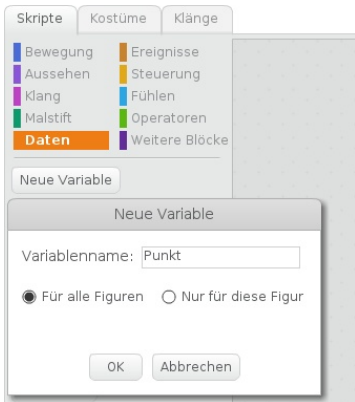 Skripte Kostüme Klänge
Bewegung Ereignisse
Aussehen Steuerung
Klang Fühlen
Malstift Operatoren
Daten Weitere Blöcke
Neue Variable
Neue Variable
Variablenname: Punkt
Für alle Figuren Nur für diese Figur
OK Abbrechen